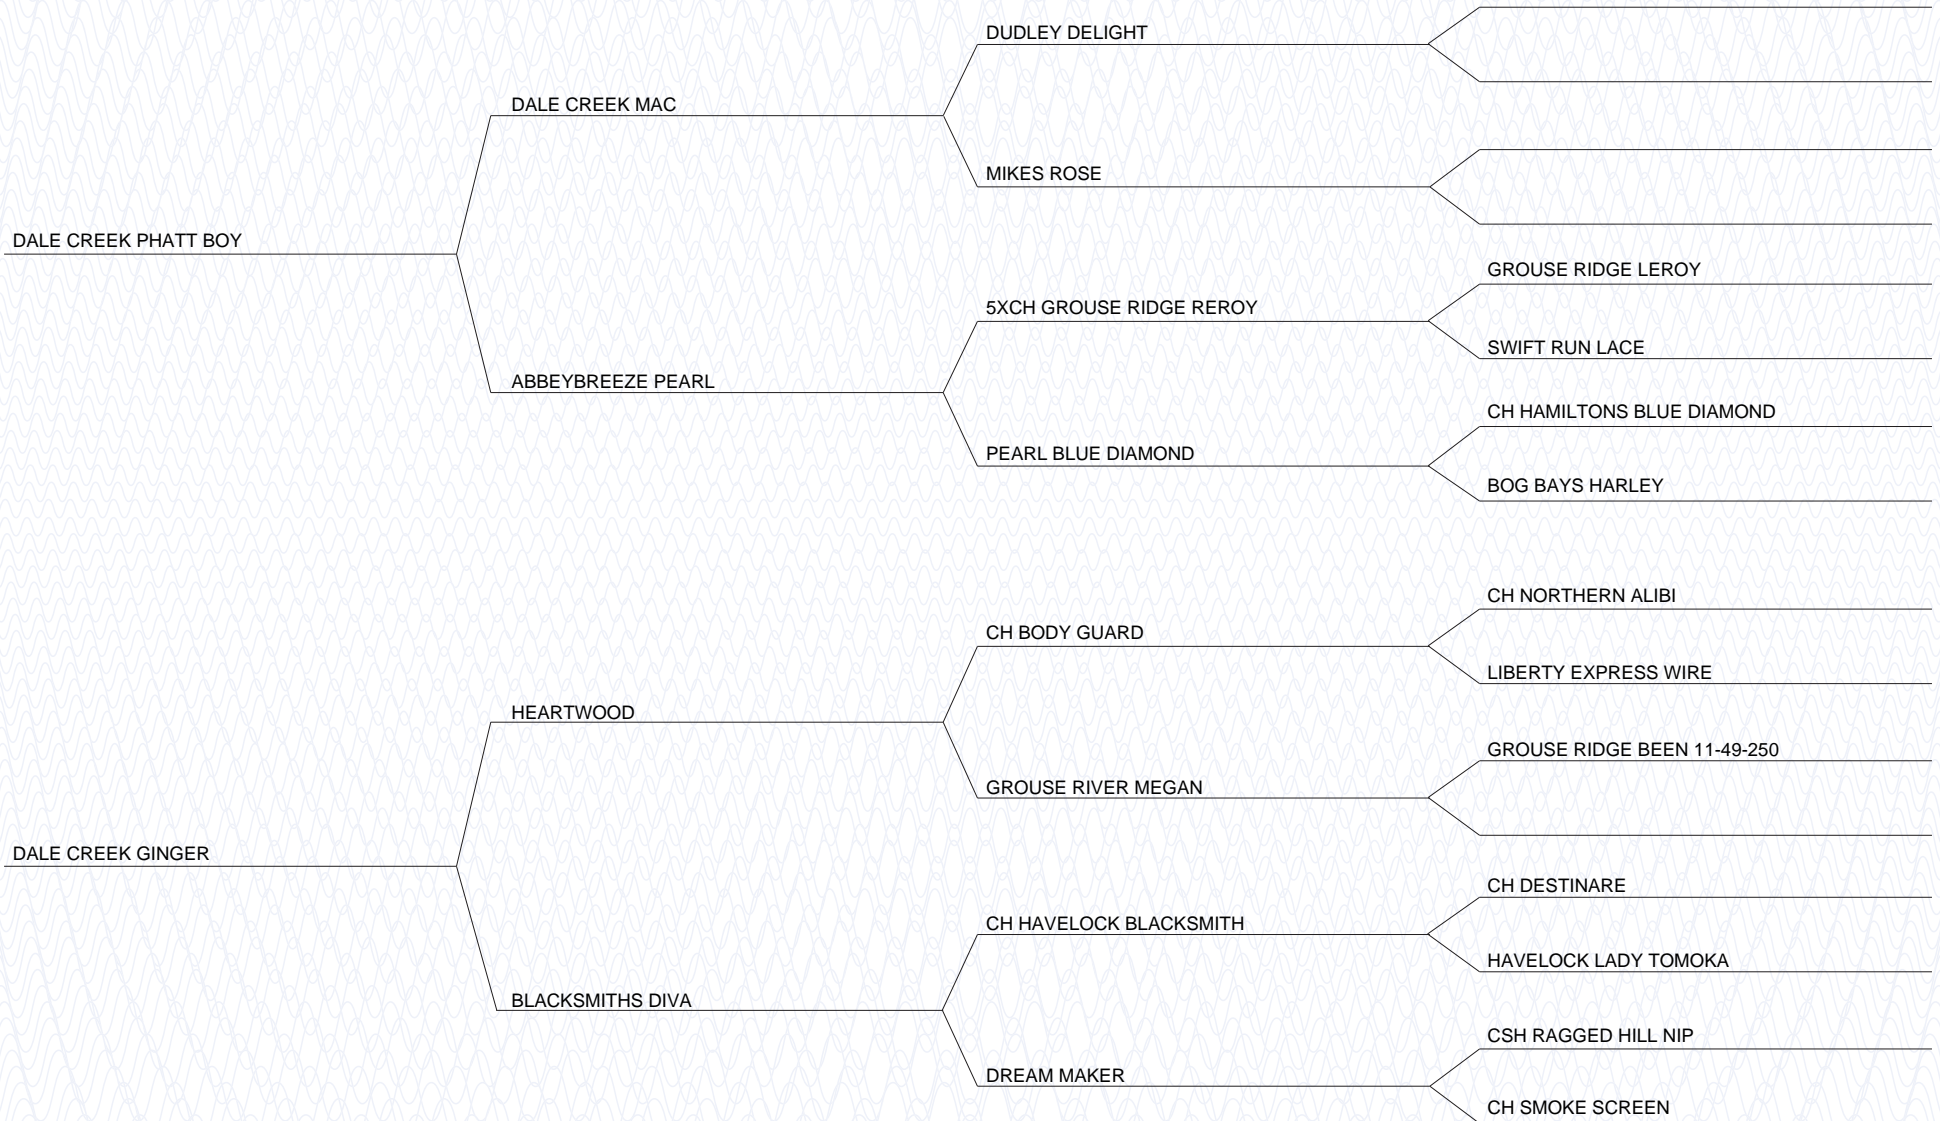 DUDLEY DELIGHT
DALE CREEK MAC
MIKES ROSE
DALE CREEK PHATT BOY
GROUSE RIDGE LEROY
5XCH GROUSE RIDGE REROY
SWIFT RUN LACE
ABBEYBREEZE PEARL
CH HAMILTONS BLUE DIAMOND
PEARL BLUE DIAMOND
BOG BAYS HARLEY
CH NORTHERN ALIBI
CH BODY GUARD
LIBERTY EXPRESS WIRE
HEARTWOOD
GROUSE RIDGE BEEN 11-49-250
GROUSE RIVER MEGAN
DALE CREEK GINGER
CH DESTINARE
CH HAVELOCK BLACKSMITH
HAVELOCK LADY TOMOKA
BLACKSMITHS DIVA
CSH RAGGED HILL NIP
DREAM MAKER
CH SMOKE SCREEN